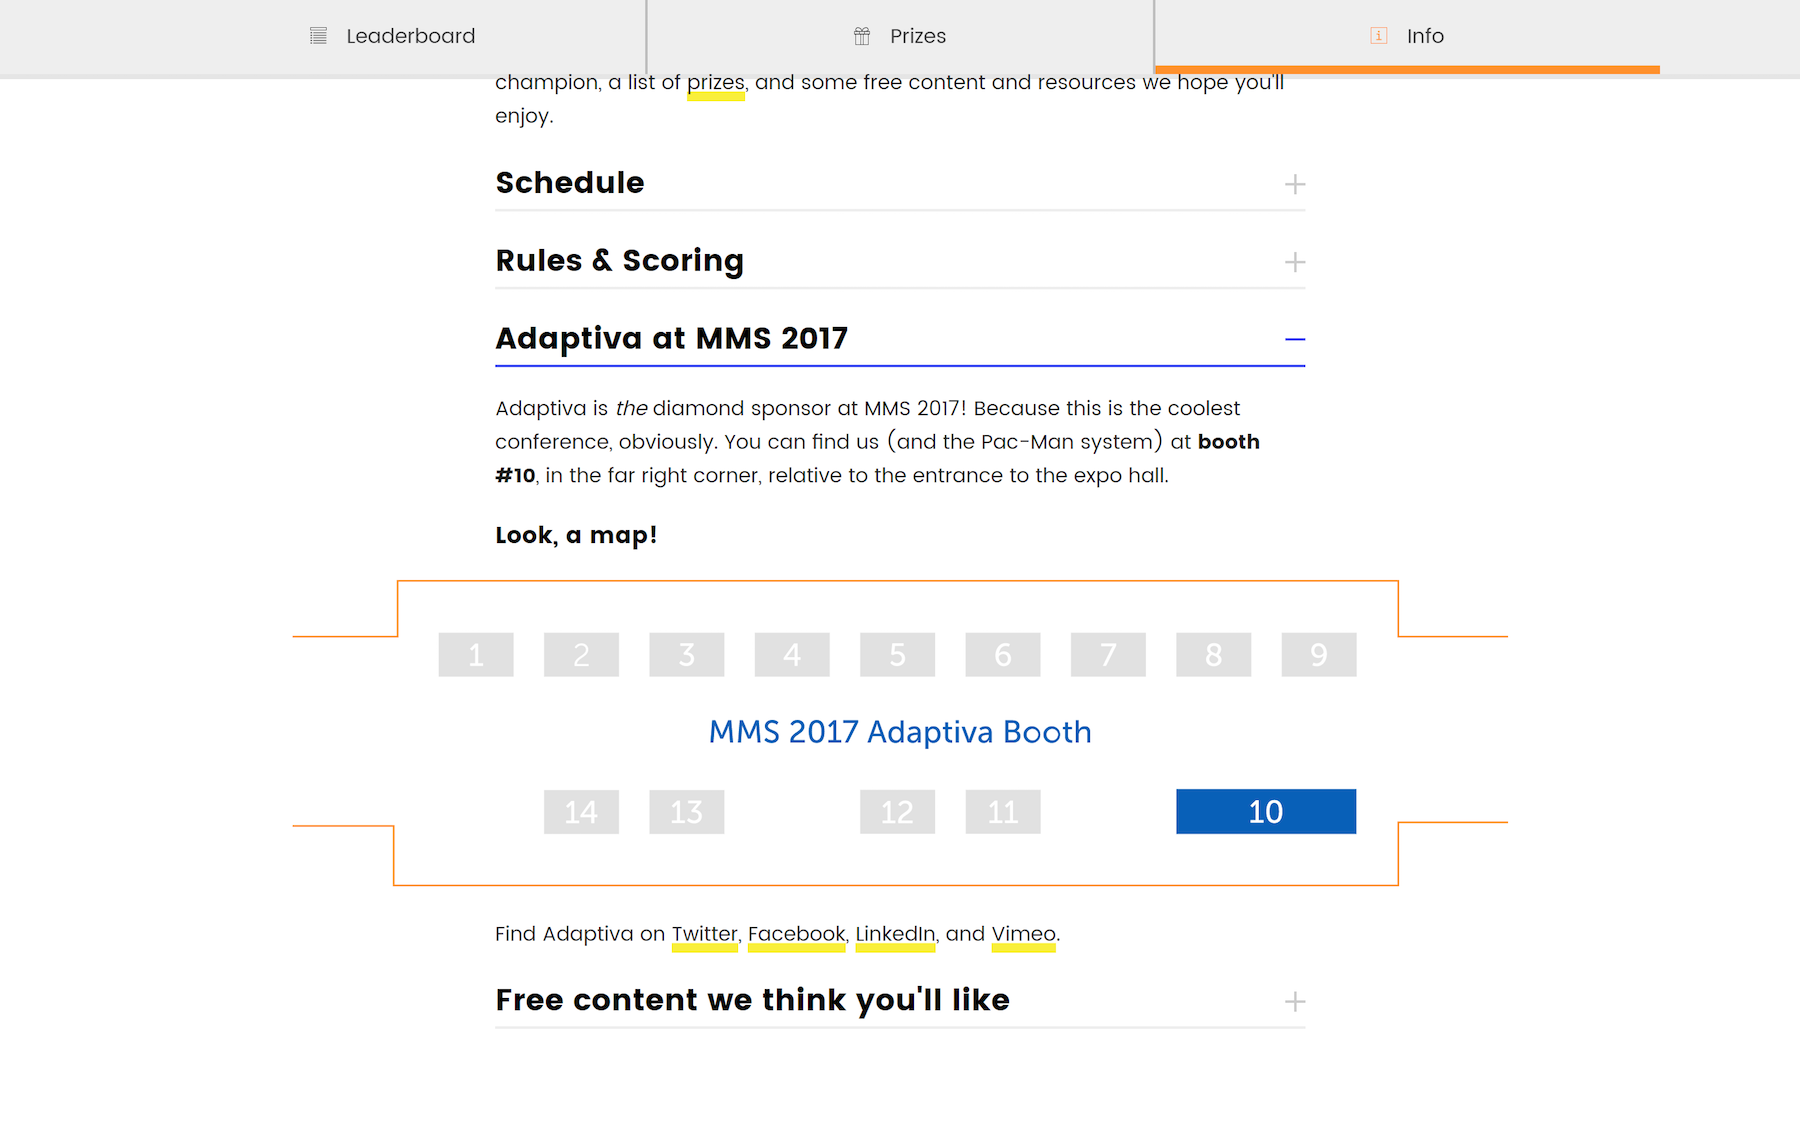 Leaderboard
Prizes
Info
champion, a list of prizes, and some free content and resources we hope you'll
enjoy.
Schedule
Rules & Scoring
Adaptiva at MMS 2017
Adaptiva is the diamond sponsor at MMS 2017! Because this is the coolest
conference, obviously. You can find us (and the Pac-Man system) at booth
#10, in the far right corner, relative to the entrance to the expo hall.
Look, a map!
1 2 3 4 5 6 7 8 9
MMS 2017 Adaptiva Booth
14 13 12 11 10
Find Adaptiva on Twitter, Facebook, LinkedIn, and Vimeo.
Free content we think you'll like